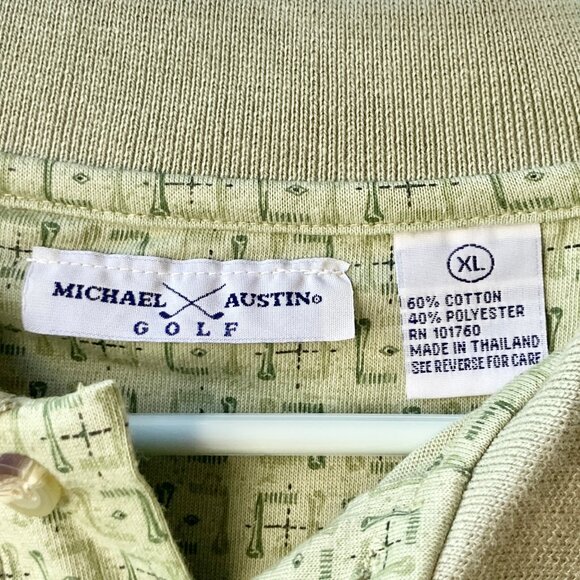 MICHAEL AUSTIN®
GOLF
XL
60% COTTON
40% POLYESTER
RN 101760
MADE IN THAILAND
SEE REVERSE FOR CARE